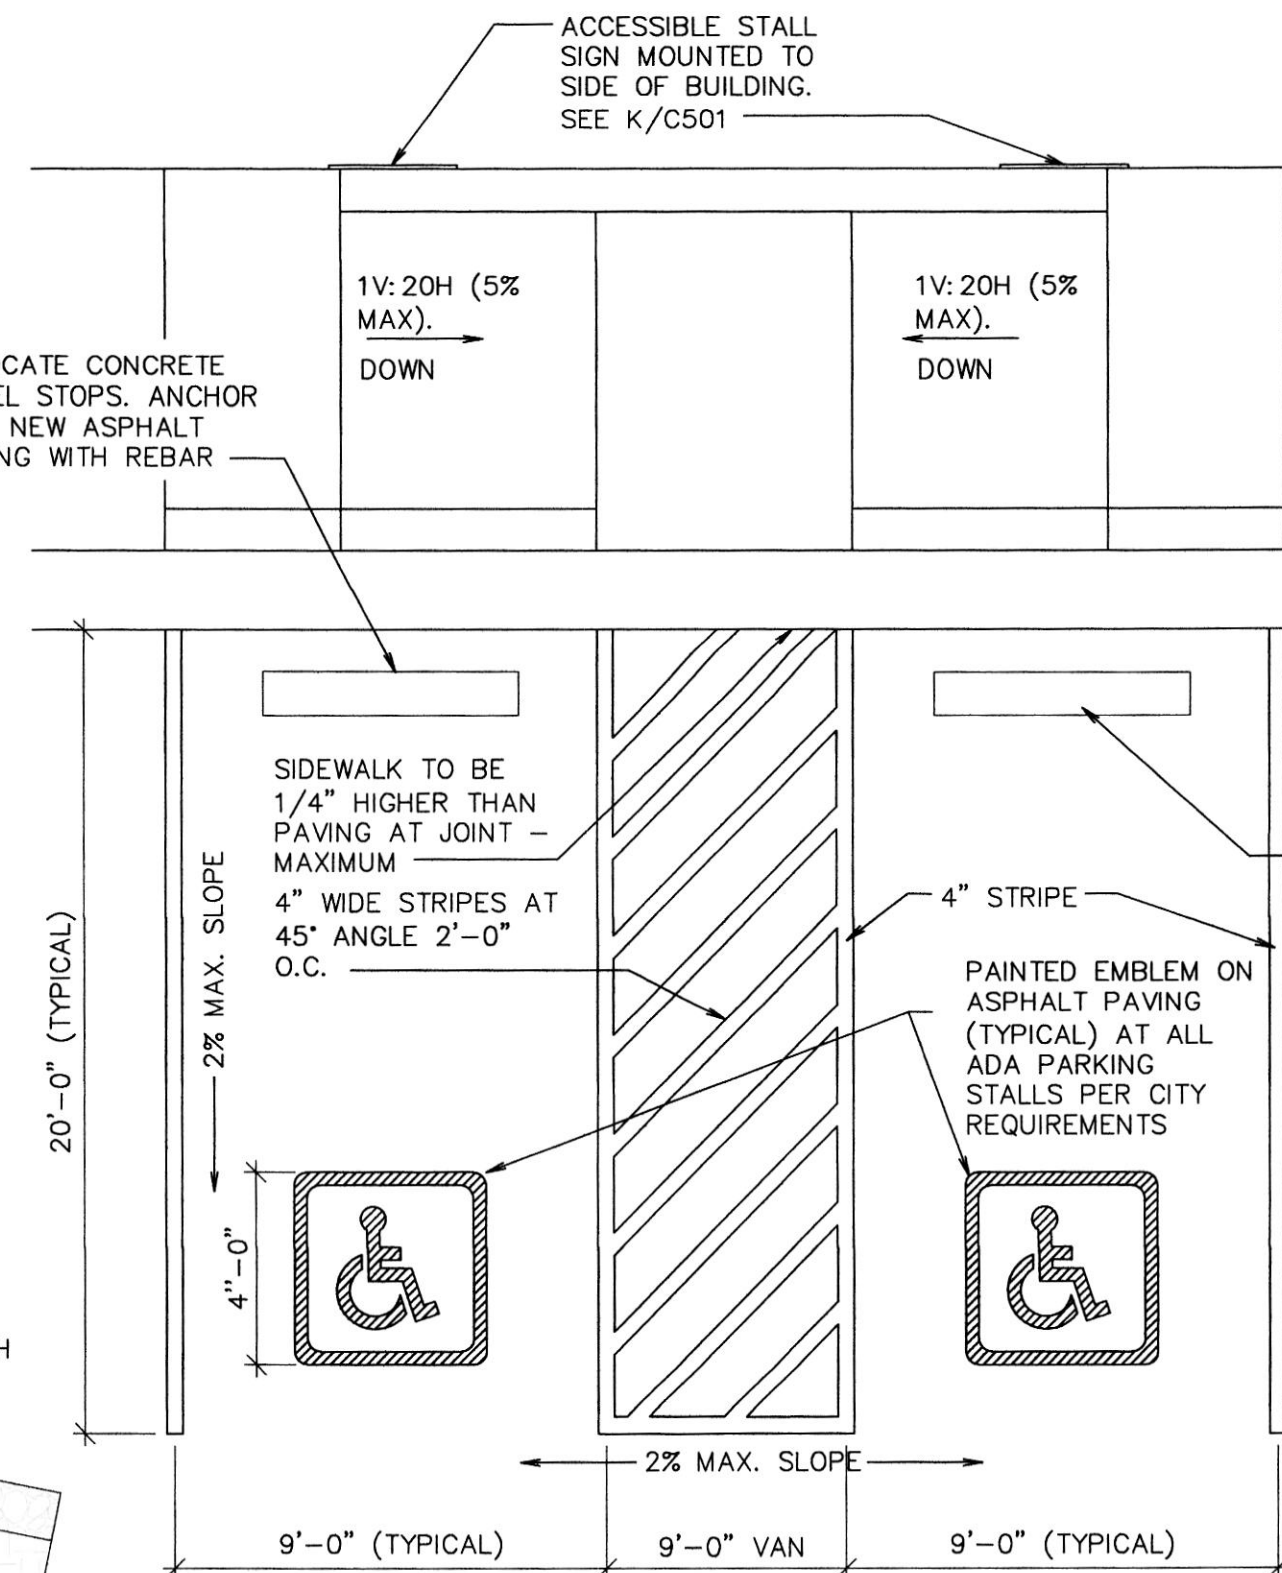 ACCESSIBLE STALL
SIGN MOUNTED TO
SIDE OF BUILDING.
SEE K/C501
1V:20H (5%
MAX).
DOWN
1V:20H (5%
MAX).
DOWN
CATE CONCRETE
EL STOPS. ANCHOR
NEW ASPHALT
NG WITH REBAR
SIDEWALK TO BE
1/4" HIGHER THAN
PAVING AT JOINT –
MAXIMUM
4" WIDE STRIPES AT
45° ANGLE 2'–0"
O.C.
4" STRIPE
PAINTED EMBLEM ON
ASPHALT PAVING
(TYPICAL) AT ALL
ADA PARKING
STALLS PER CITY
REQUIREMENTS
20'–0" (TYPICAL)
2% MAX. SLOPE
4'–0"
2% MAX. SLOPE
9'–0" (TYPICAL)
9'–0" VAN
9'–0" (TYPICAL)